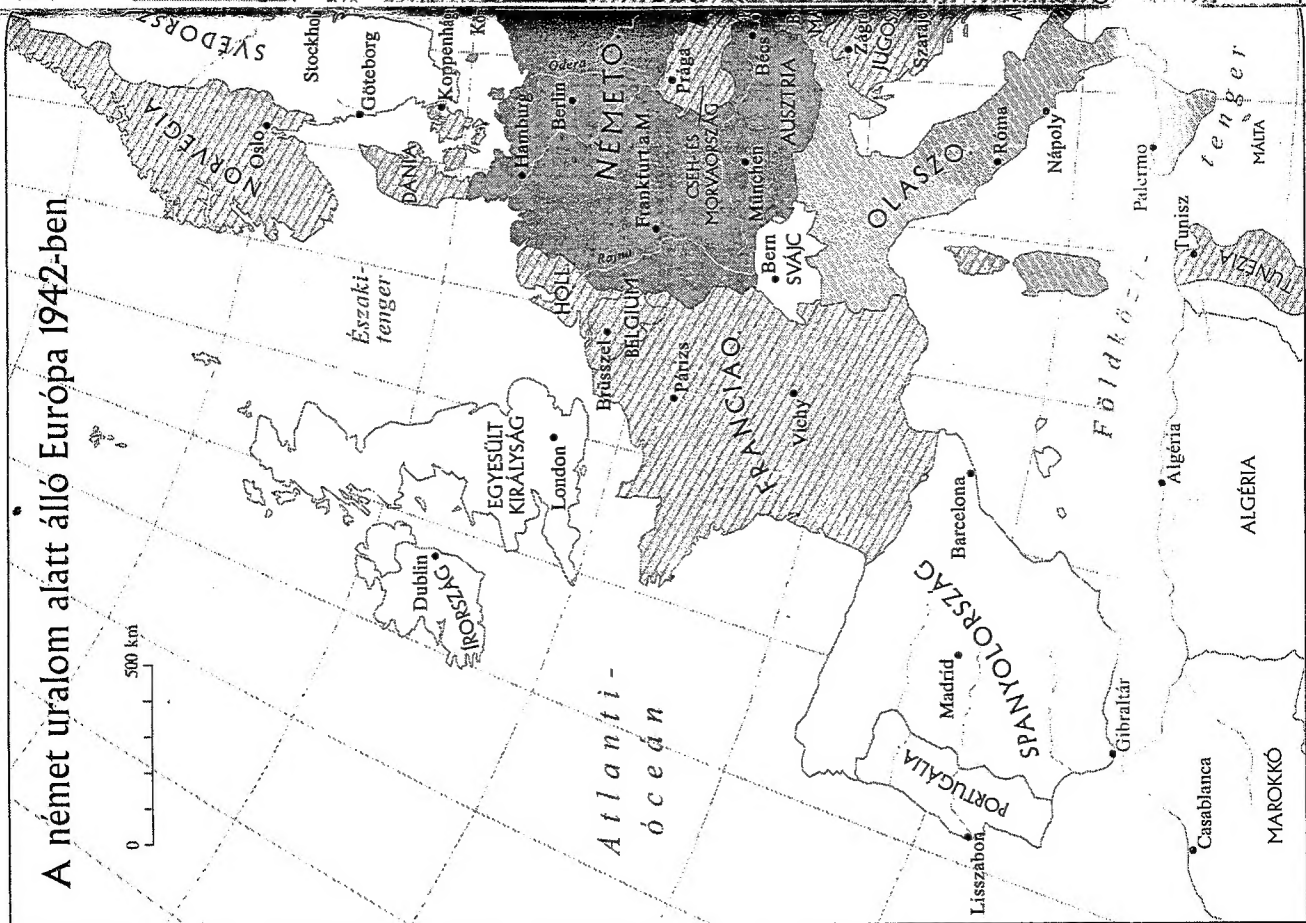 A német uralom alatt álló Európa 1942-ben
0
500 km
NORVÉGIA
Oslo
Göteborg
Koppenhág
DÁNIA
Északi-
tenger
Dublin
ÍRORSZÁG
EGYESÜLT
KIRÁLYSÁG
London
Hamburg
Berlin
Odera
NÉMETO
Frankfurt a.M.
Rajna
HOLL.
Brüsszel
BELGIUM
Prága
CSEH- ÉS
MORVAORSZÁG
München
Bécs
AUSZTRIA
Bern
SVÁJC
Párizs
FRANCIAO.
Vichy
Atlanti-
óceán
Zág
JUGO
Szaraj
OLASZO.
Róma
Nápoly
Palermo
tenger
MÁLTA
Földközi-
Tunisz
TUNÉZIA
Barcelona
Madrid
SPANYOLORSZÁG
PORTUGÁLIA
Lisszabon
Gibraltár
Algéria
ALGÉRIA
Casablanca
MAROKKÓ
SVÉDORSZ
Stockhol